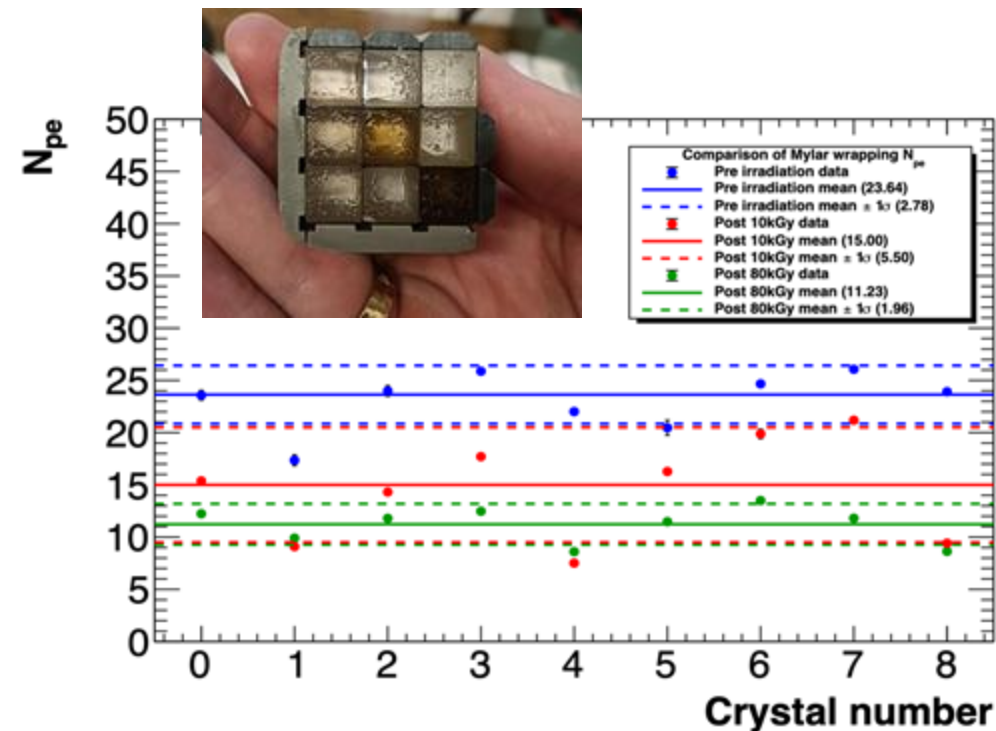 N_pe
50
45
40
35
30
25
20
15
10
5
0
Comparison of Mylar wrapping N_pe
Pre irradiation data
Pre irradiation mean (23.64)
Pre irradiation mean ± 1σ (2.78)
Post 10kGy data
Post 10kGy mean (15.00)
Post 10kGy mean ± 1σ (5.50)
Post 80kGy data
Post 80kGy mean (11.23)
Post 80kGy mean ± 1σ (1.96)
0 1 2 3 4 5 6 7 8
Crystal number